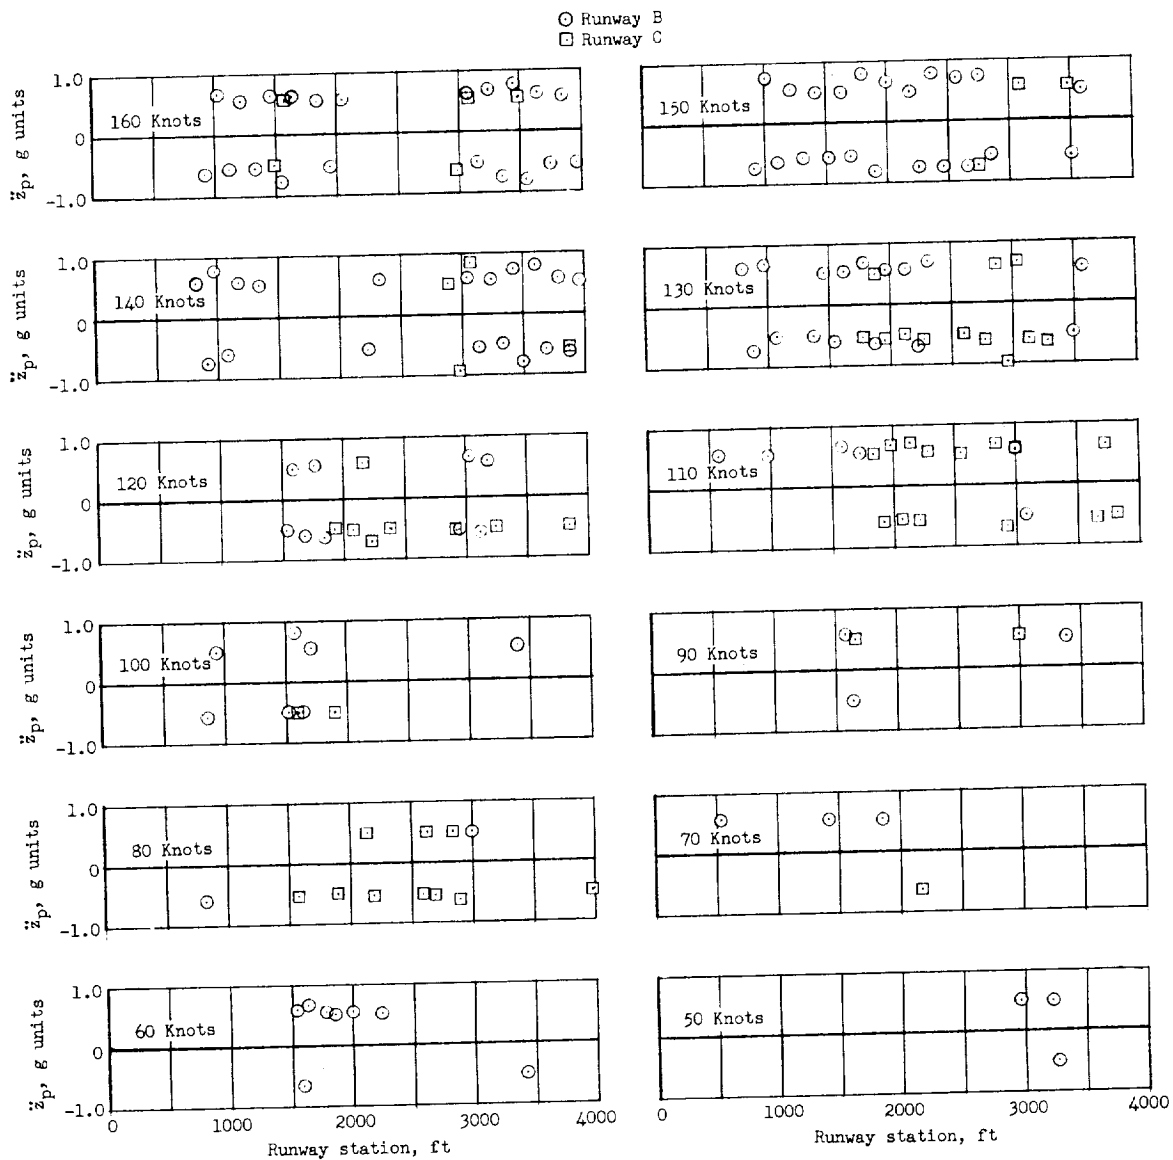 Runway B
Runway C
1.0
0
-1.0
z̈p, g units
160 Knots
150 Knots
1.0
0
-1.0
z̈p, g units
140 Knots
130 Knots
1.0
0
-1.0
z̈p, g units
120 Knots
110 Knots
1.0
0
-1.0
z̈p, g units
100 Knots
90 Knots
1.0
0
-1.0
z̈p, g units
80 Knots
70 Knots
1.0
0
-1.0
z̈p, g units
60 Knots
50 Knots
0 1000 2000 3000 4000
0 1000 2000 3000 4000
Runway station, ft
Runway station, ft